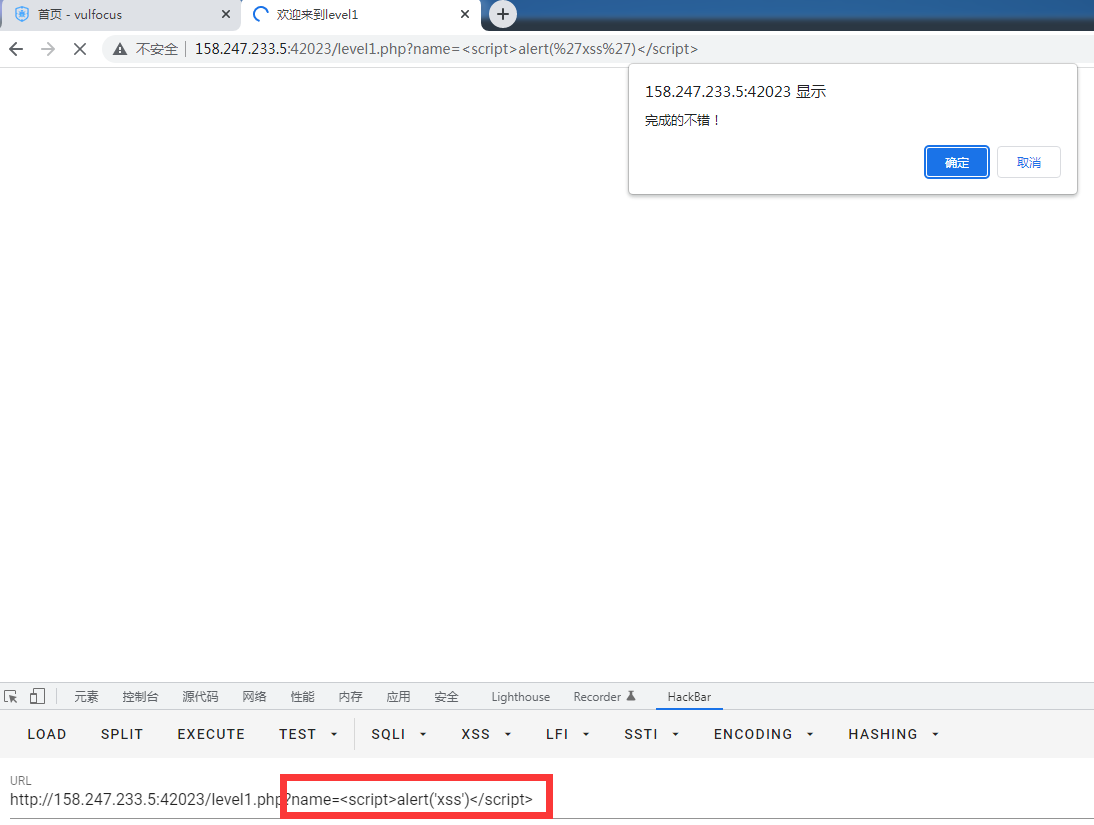 首页 - vulfocus
欢迎来到level1
不安全 158.247.233.5:42023/level1.php?name=<script>alert(%27xss%27)</script>
158.247.233.5:42023 显示
完成的不错！
确定 取消
元素 控制台 源代码 网络 性能 内存 应用 安全 Lighthouse Recorder HackBar
LOAD SPLIT EXECUTE TEST SQLI XSS LFI SSTI ENCODING HASHING
URL
http://158.247.233.5:42023/level1.php?name=<script>alert('xss')</script>